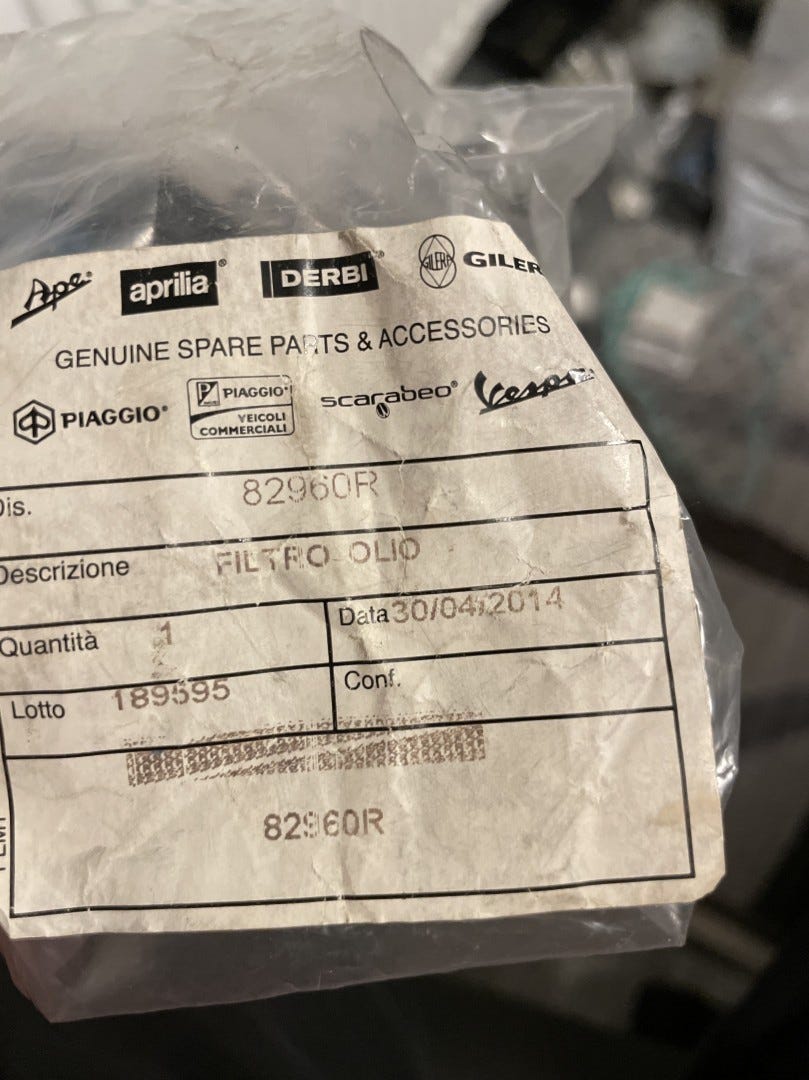 Ape®
aprilia®
DERBI®
GILERA GILER
GENUINE SPARE PARTS & ACCESSORIES
PIAGGIO®
PIAGGIO®
VEICOLI
COMMERCIALI
scarabeo®
Vespa
Dis. 82960R
Descrizione FILTRO OLIO
Quantità 1
Data 30/04/2014
Lotto 189595
Conf.
82960R